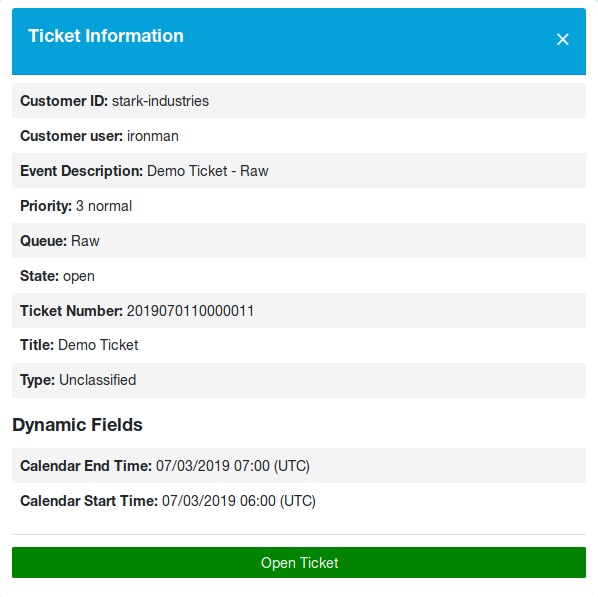 Ticket Information
Customer ID: stark-industries
Customer user: ironman
Event Description: Demo Ticket - Raw
Priority: 3 normal
Queue: Raw
State: open
Ticket Number: 2019070110000011
Title: Demo Ticket
Type: Unclassified
Dynamic Fields
Calendar End Time: 07/03/2019 07:00 (UTC)
Calendar Start Time: 07/03/2019 06:00 (UTC)
Open Ticket